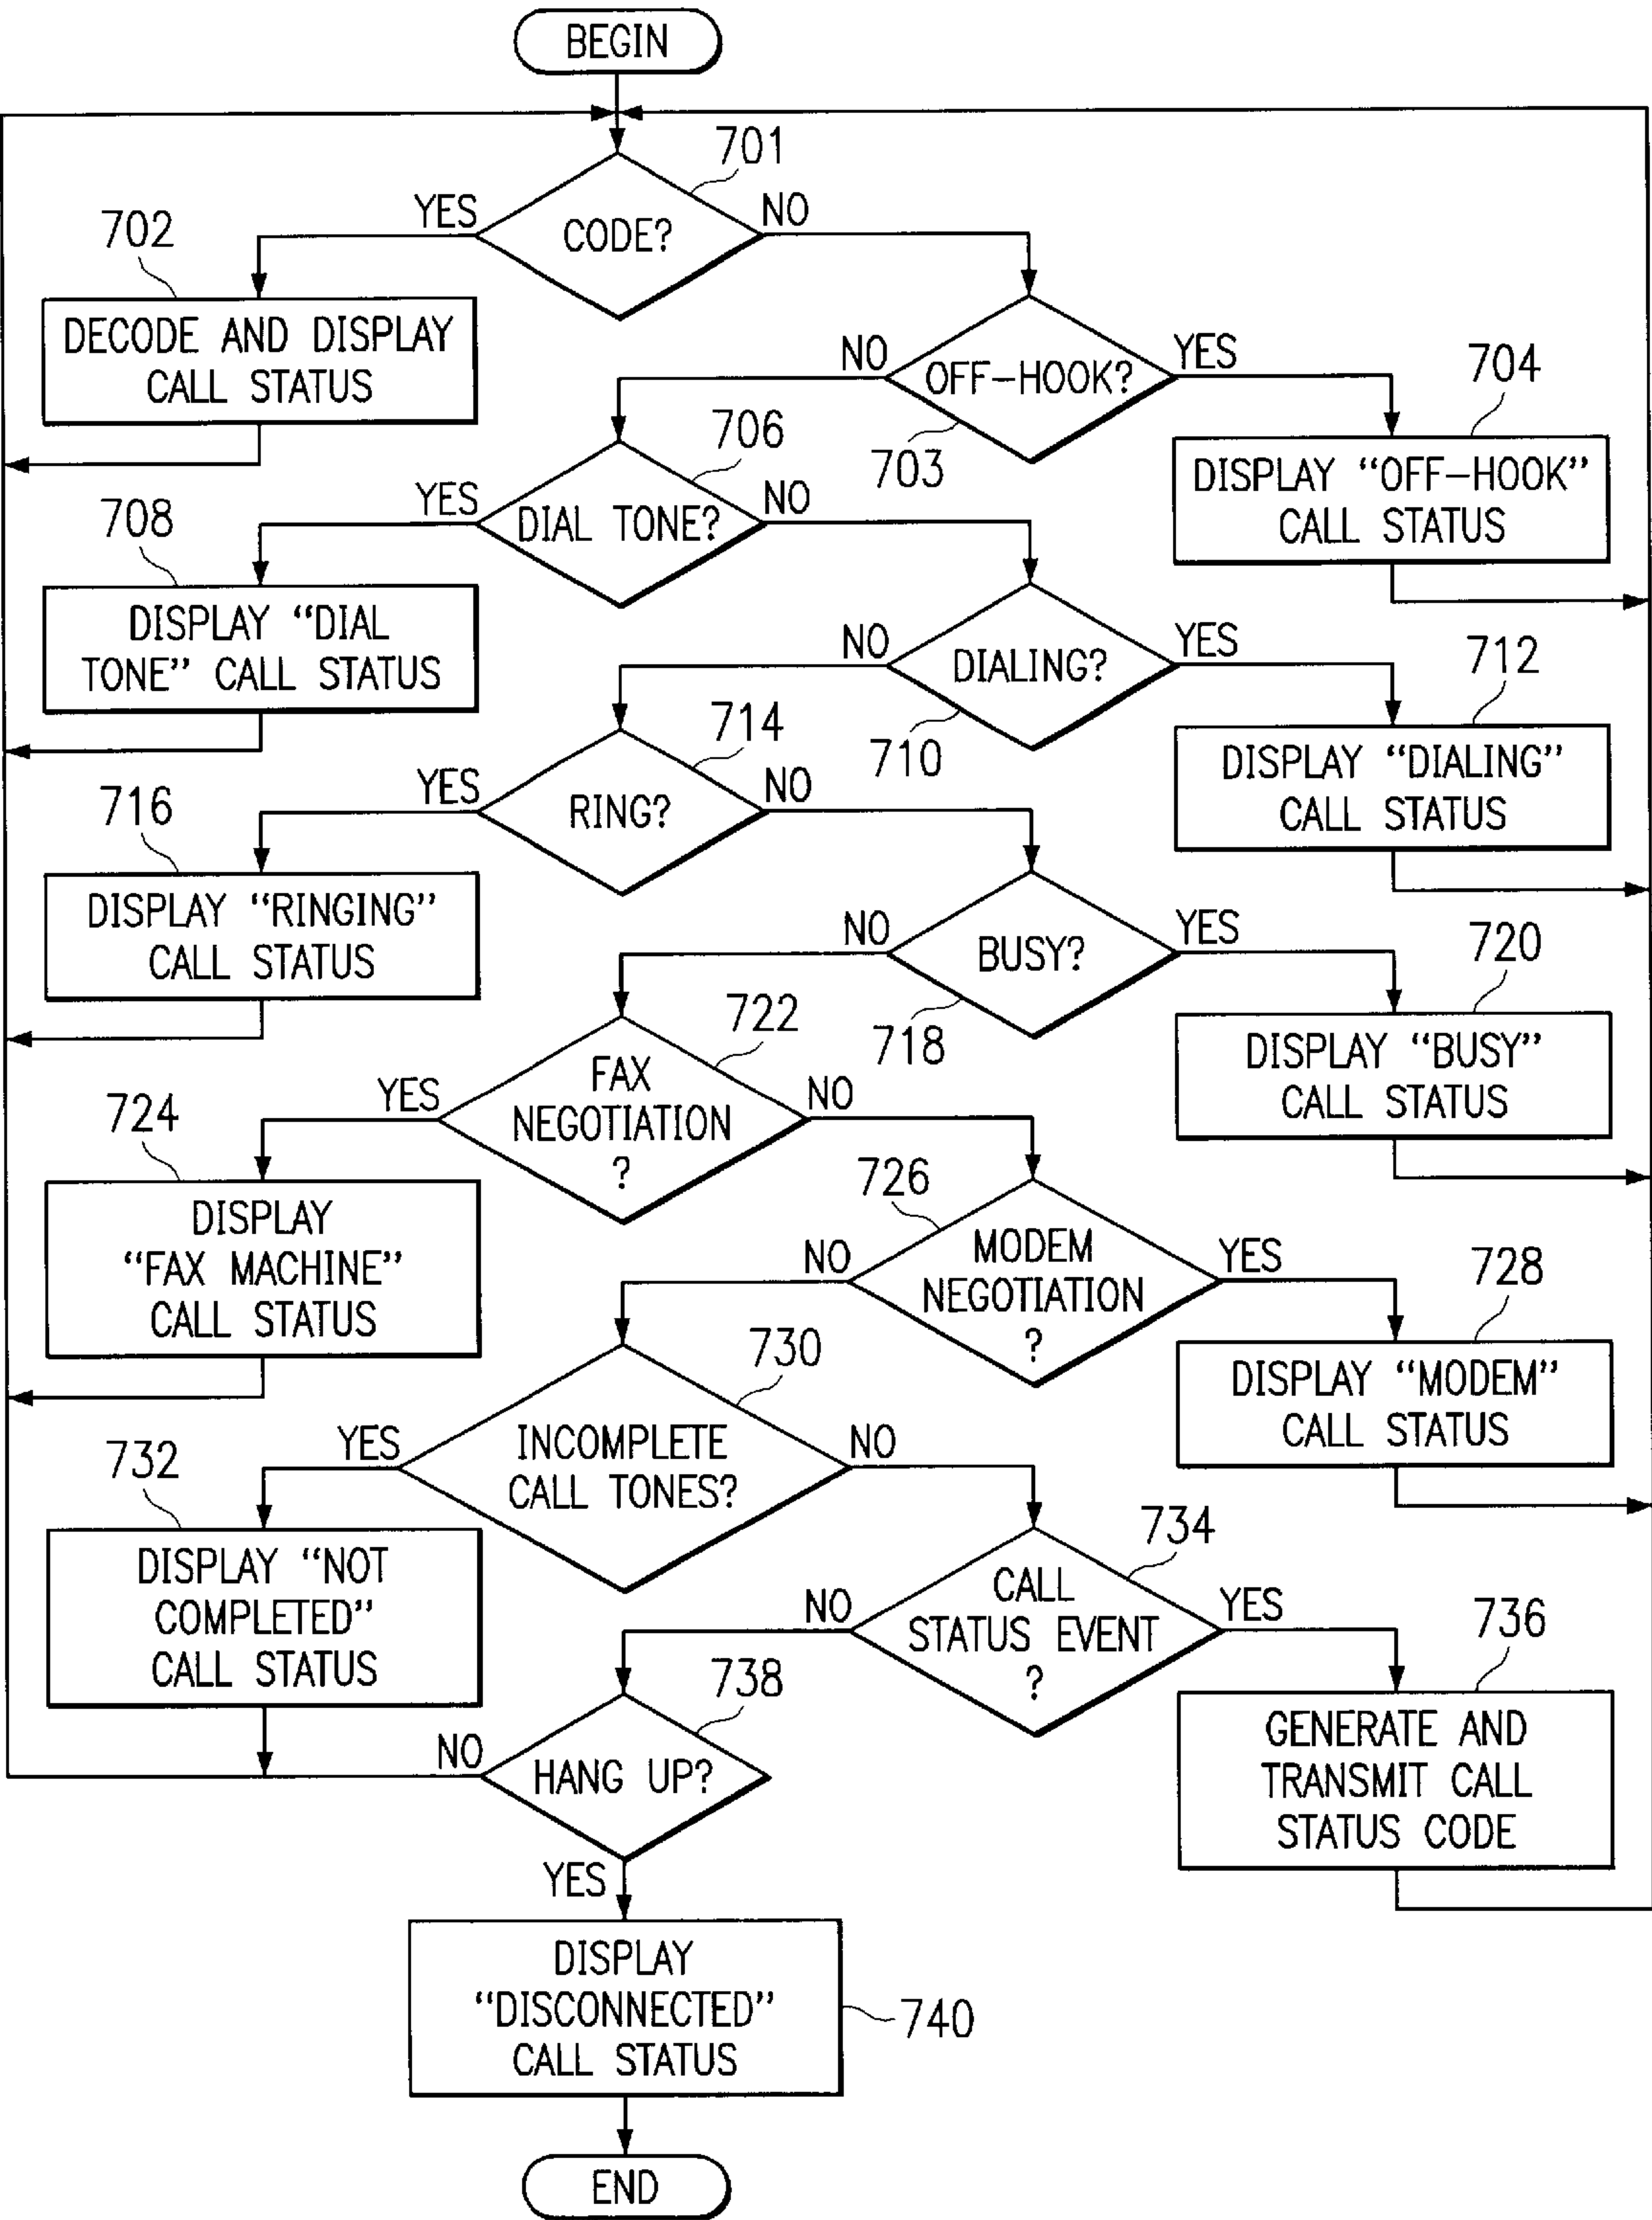 BEGIN
701
YES
NO
CODE?
702
DECODE AND DISPLAY
CALL STATUS
NO
YES
OFF-HOOK?
703
704
DISPLAY “OFF-HOOK”
CALL STATUS
706
YES
NO
DIAL TONE?
708
DISPLAY “DIAL
TONE” CALL STATUS
NO
YES
DIALING?
710
712
DISPLAY “DIALING”
CALL STATUS
714
YES
NO
RING?
716
DISPLAY “RINGING”
CALL STATUS
NO
YES
BUSY?
718
720
DISPLAY “BUSY”
CALL STATUS
722
YES
NO
FAX
NEGOTIATION
?
724
DISPLAY
“FAX MACHINE”
CALL STATUS
726
NO
YES
MODEM
NEGOTIATION
?
728
DISPLAY “MODEM”
CALL STATUS
730
YES
NO
INCOMPLETE
CALL TONES?
732
DISPLAY “NOT
COMPLETED”
CALL STATUS
734
NO
YES
CALL
STATUS EVENT
?
736
GENERATE AND
TRANSMIT CALL
STATUS CODE
738
NO
HANG UP?
YES
DISPLAY
“DISCONNECTED”
CALL STATUS
740
END